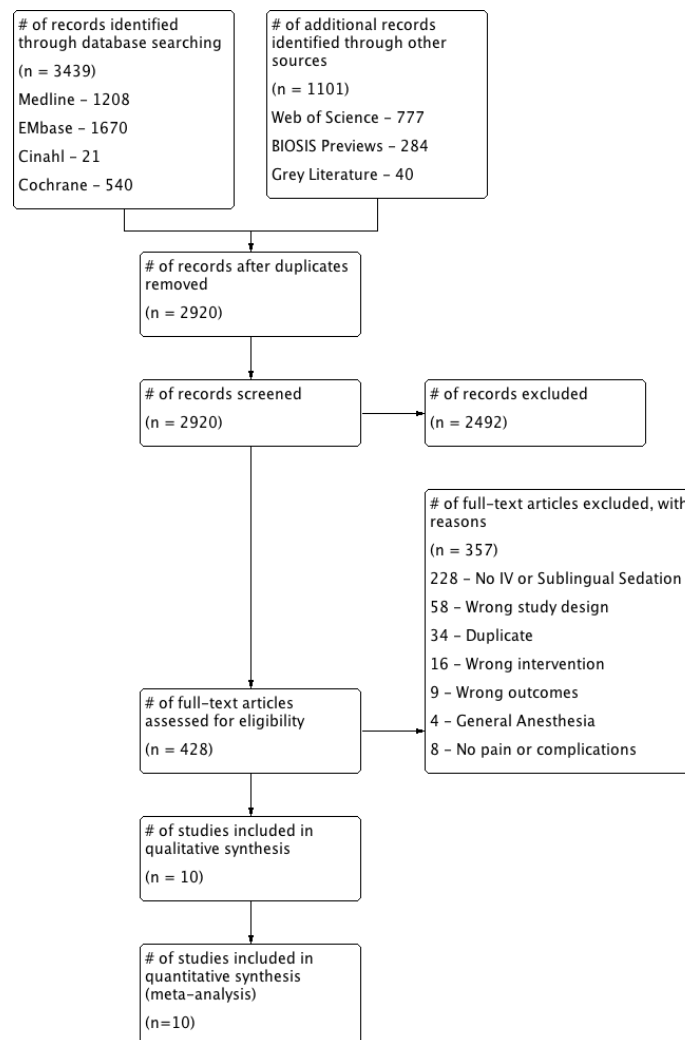 # of records identified
through database searching
(n = 3439)
Medline – 1208
EMbase – 1670
Cinahl – 21
Cochrane – 540
# of additional records
identified through other
sources
(n = 1101)
Web of Science – 777
BIOSIS Previews – 284
Grey Literature – 40
# of records after duplicates
removed
(n = 2920)
# of records screened
(n = 2920)
# of records excluded
(n = 2492)
# of full-text articles excluded, with
reasons
(n = 357)
228 – No IV or Sublingual Sedation
58 – Wrong study design
34 – Duplicate
16 – Wrong intervention
9 – Wrong outcomes
4 – General Anesthesia
8 – No pain or complications
# of full-text articles
assessed for eligibility
(n = 428)
# of studies included in
qualitative synthesis
(n = 10)
# of studies included in
quantitative synthesis
(meta-analysis)
(n=10)